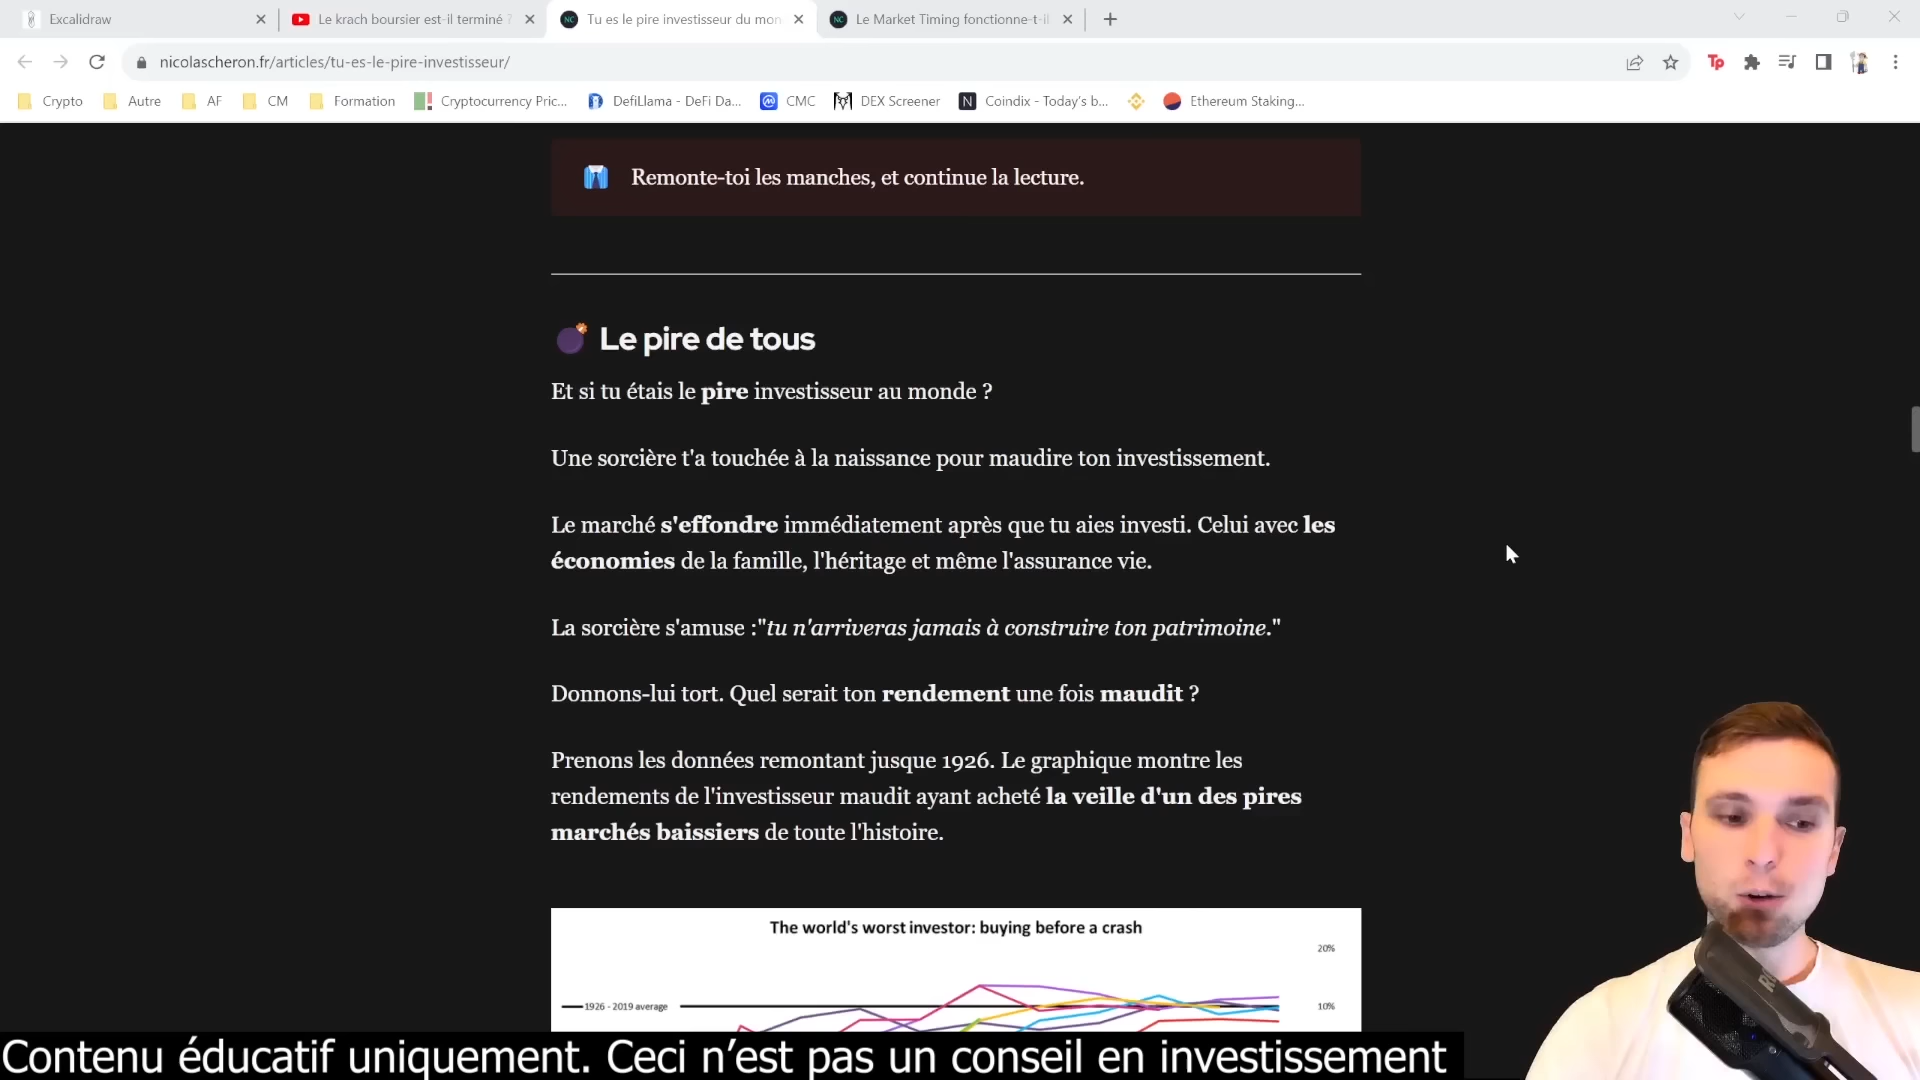 Excalidraw
Le krach boursier est-il terminé ?
Tu es le pire investisseur du mon
Le Market Timing fonctionne-t-il
nicolascheron.fr/articles/tu-es-le-pire-investisseur/
Crypto
Autre
AF
CM
Formation
Cryptocurrency Pric...
DefiLlama - DeFi Da...
CMC
DEX Screener
Coindix - Today's b...
Ethereum Staking...
Remonte-toi les manches, et continue la lecture.
Le pire de tous
Et si tu étais le pire investisseur au monde ?
Une sorcière t'a touchée à la naissance pour maudire ton investissement.
Le marché s'effondre immédiatement après que tu aies investi. Celui avec les
économies de la famille, l'héritage et même l'assurance vie.
La sorcière s'amuse :"tu n'arriveras jamais à construire ton patrimoine."
Donnons-lui tort. Quel serait ton rendement une fois maudit ?
Prenons les données remontant jusque 1926. Le graphique montre les
rendements de l'investisseur maudit ayant acheté la veille d'un des pires
marchés baissiers de toute l'histoire.
The world's worst investor: buying before a crash
20%
1926 - 2019 average
10%
Contenu éducatif uniquement. Ceci n’est pas un conseil en investissement